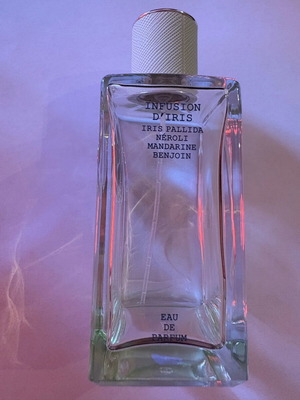 INFUSION
D'IRIS
IRIS PALLIDA
NÉROLI
MANDARINE
BENJOIN
EAU
DE
PARFUM